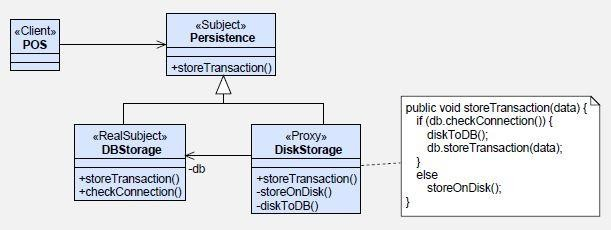 «Client»
POS
«Subject»
Persistence
+storeTransaction()
«RealSubject»
DBStorage
+storeTransaction()
+checkConnection()
-db
«Proxy»
DiskStorage
+storeTransaction()
-storeOnDisk()
-diskToDB()
public void storeTransaction(data) {
if (db.checkConnection()) {
diskToDB();
db.storeTransaction(data);
}
else
storeOnDisk();
}